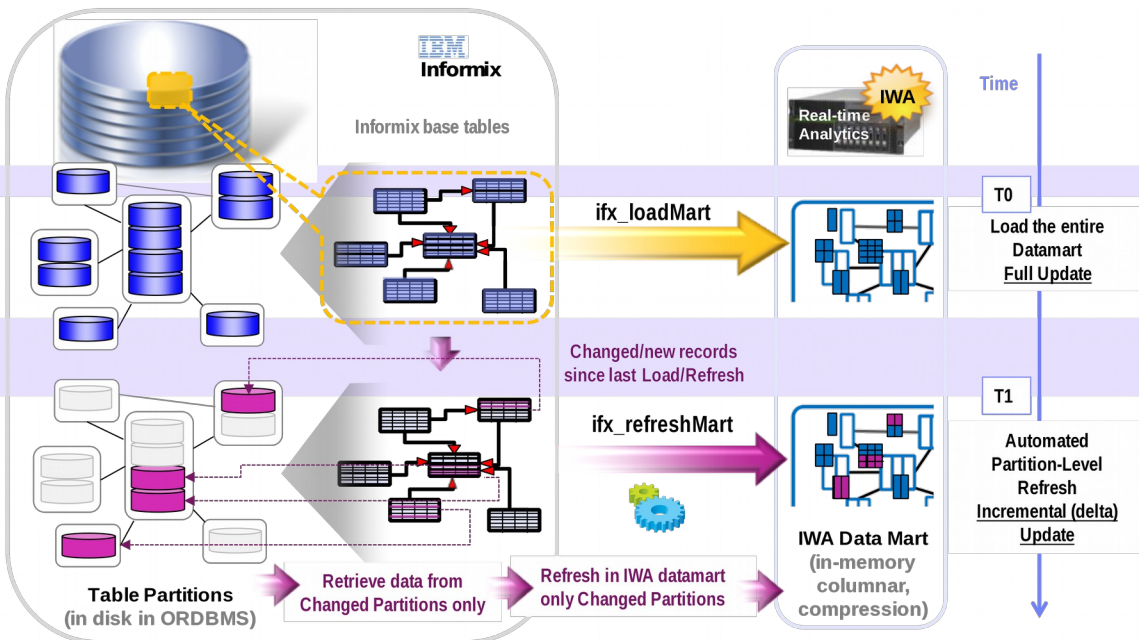 IBM
Informix
Informix base tables
IWA
Real-time
Analytics
Time
T0
ifx_loadMart
Load the entire
Datamart
Full Update
Changed/new records
since last Load/Refresh
T1
ifx_refreshMart
Automated
Partition-Level
Refresh
Incremental (delta)
Update
IWA Data Mart
(in-memory
columnar,
compression)
Table Partitions
(in disk in ORDBMS)
Retrieve data from
Changed Partitions only
Refresh in IWA datamart
only Changed Partitions